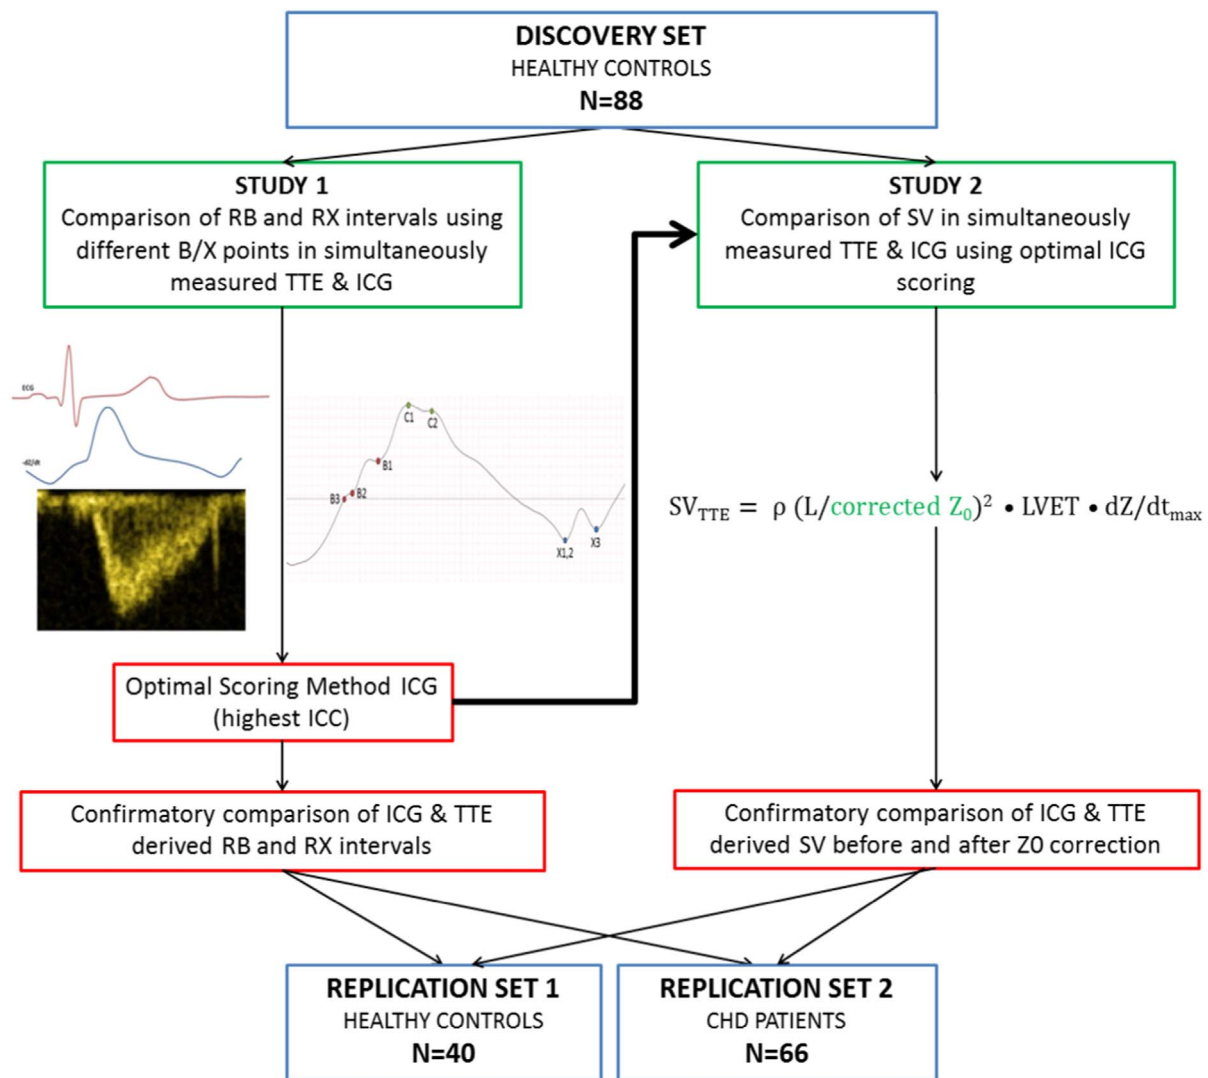 DISCOVERY SET
HEALTHY CONTROLS
N=88
STUDY 1
Comparison of RB and RX intervals using
different B/X points in simultaneously
measured TTE & ICG
STUDY 2
Comparison of SV in simultaneously
measured TTE & ICG using optimal ICG
scoring
ECG
-dZ/dt
C1
C2
B1
B2
B3
X1,2
X3
SV_TTE = ρ (L/corrected Z₀)² • LVET • dZ/dt_max
Optimal Scoring Method ICG
(highest ICC)
Confirmatory comparison of ICG & TTE
derived RB and RX intervals
Confirmatory comparison of ICG & TTE
derived SV before and after Z0 correction
REPLICATION SET 1
HEALTHY CONTROLS
N=40
REPLICATION SET 2
CHD PATIENTS
N=66